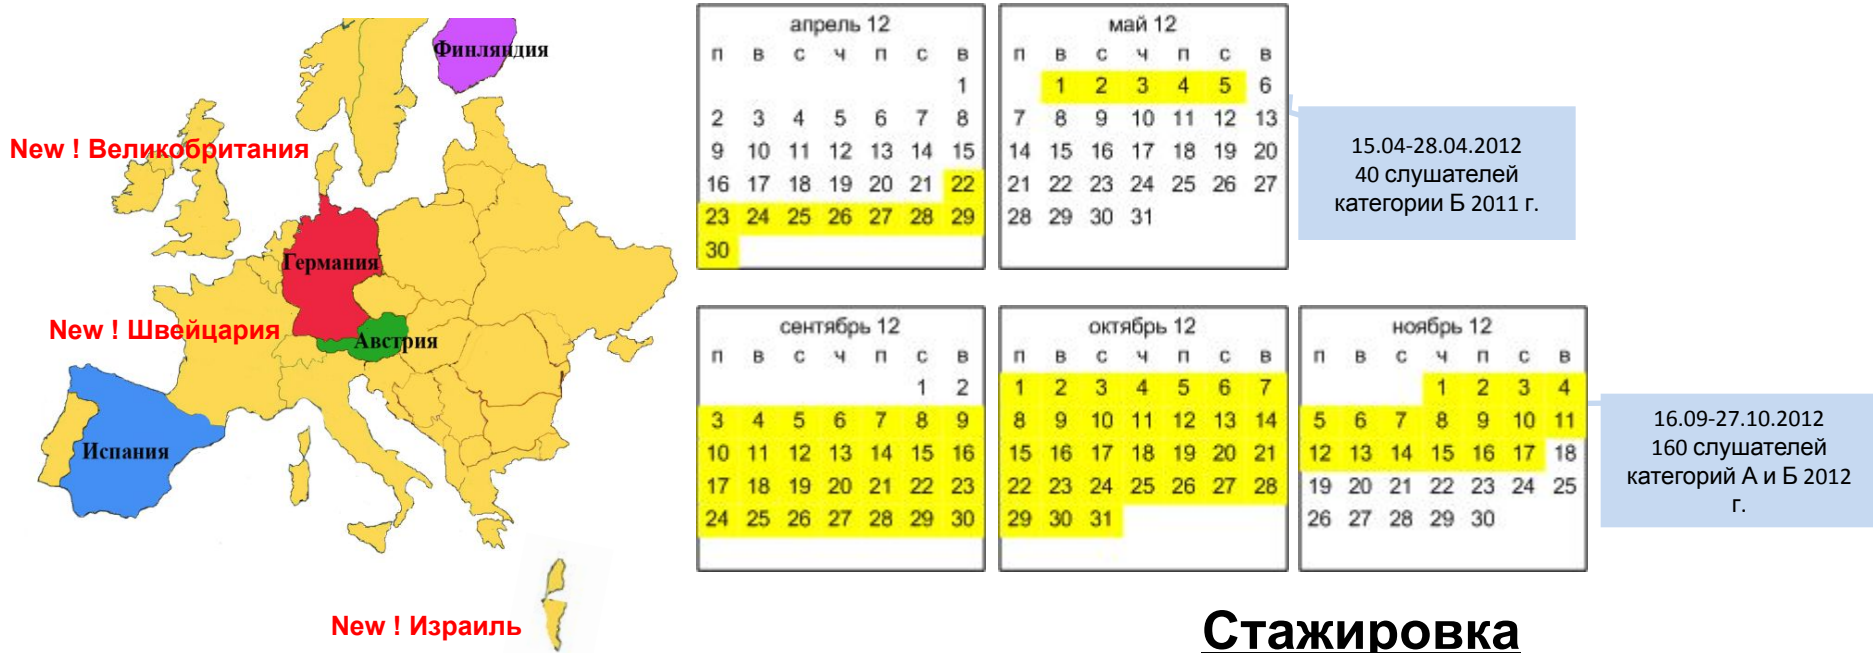 Финляндия
New ! Великобритания
Германия
New ! Швейцария
Австрия
Испания
New ! Израиль
апрель 12
п в с ч п с в
1
2 3 4 5 6 7 8
9 10 11 12 13 14 15
16 17 18 19 20 21 22
23 24 25 26 27 28 29
30
май 12
п в с ч п с в
1 2 3 4 5 6
7 8 9 10 11 12 13
14 15 16 17 18 19 20
21 22 23 24 25 26 27
28 29 30 31
15.04-28.04.2012
40 слушателей
категории Б 2011 г.
сентябрь 12
п в с ч п с в
1 2
3 4 5 6 7 8 9
10 11 12 13 14 15 16
17 18 19 20 21 22 23
24 25 26 27 28 29 30
октябрь 12
п в с ч п с в
1 2 3 4 5 6 7
8 9 10 11 12 13 14
15 16 17 18 19 20 21
22 23 24 25 26 27 28
29 30 31
ноябрь 12
п в с ч п с в
1 2 3 4
5 6 7 8 9 10 11
12 13 14 15 16 17 18
19 20 21 22 23 24 25
26 27 28 29 30
16.09-27.10.2012
160 слушателей
категорий А и Б 2012
г.
Стажировка